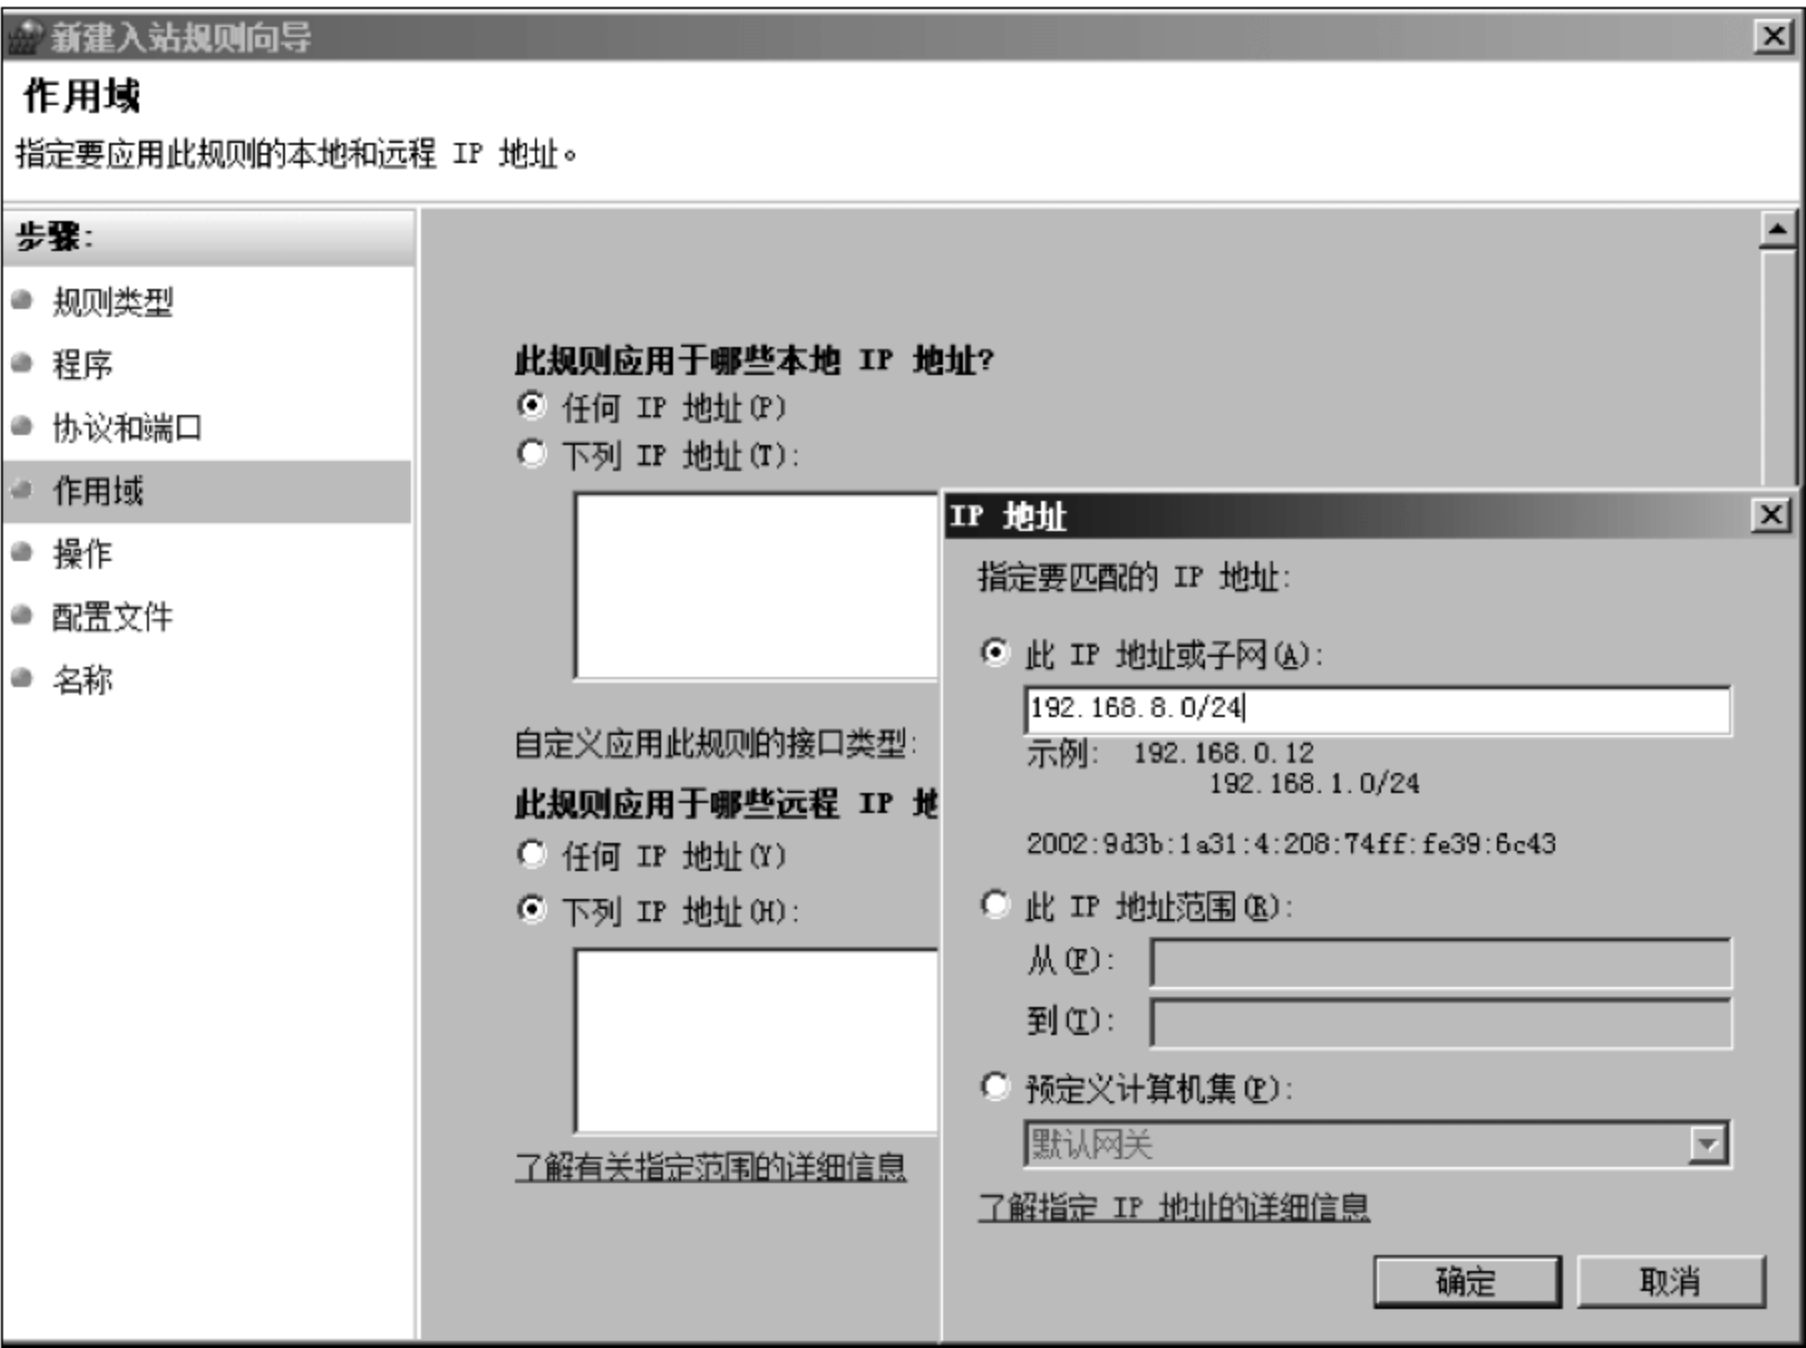 新建入站规则向导
作用域
指定要应用此规则的本地和远程 IP 地址。
步骤:
规则类型
程序
协议和端口
作用域
操作
配置文件
名称
此规则应用于哪些本地 IP 地址?
任何 IP 地址(P)
下列 IP 地址(T):
自定义应用此规则的接口类型:
此规则应用于哪些远程 IP 地
任何 IP 地址(Y)
下列 IP 地址(H):
了解有关指定范围的详细信息
IP 地址
指定要匹配的 IP 地址:
此 IP 地址或子网(A):
192.168.8.0/24
示例: 192.168.0.12
192.168.1.0/24
2002:9d3b:1a31:4:208:74ff:fe39:6c43
此 IP 地址范围(R):
从(F):
到(T):
预定义计算机集(P):
默认网关
了解指定 IP 地址的详细信息
确定 取消